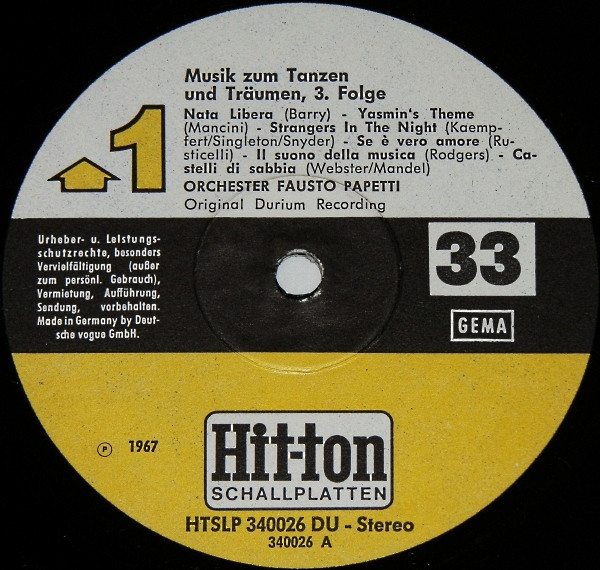 Musik zum Tanzen
und Träumen, 3. Folge
Nata Libera (Barry) - Yasmin's Theme
(Mancini) - Strangers In The Night (Kaemp-
fert/Singleton/Snyder) - Se è vero amore (Ru-
sticelli) - Il suono della musica (Rodgers) - Ca-
stelli di sabbia (Webster/Mandel)
ORCHESTER FAUSTO PAPETTI
Original Durium Recording
1
Urheber- u. Leistungs-
schutzrechte, besonders
Vervielfältigung (außer
zum persönl. Gebrauch),
Vermietung, Aufführung,
Sendung, vorbehalten.
Made in Germany by Deut-
sche vogue GmbH.
33
GEMA
P 1967
Hit-ton
SCHALLPLATTEN
HTSLP 340026 DU - Stereo
340026 A